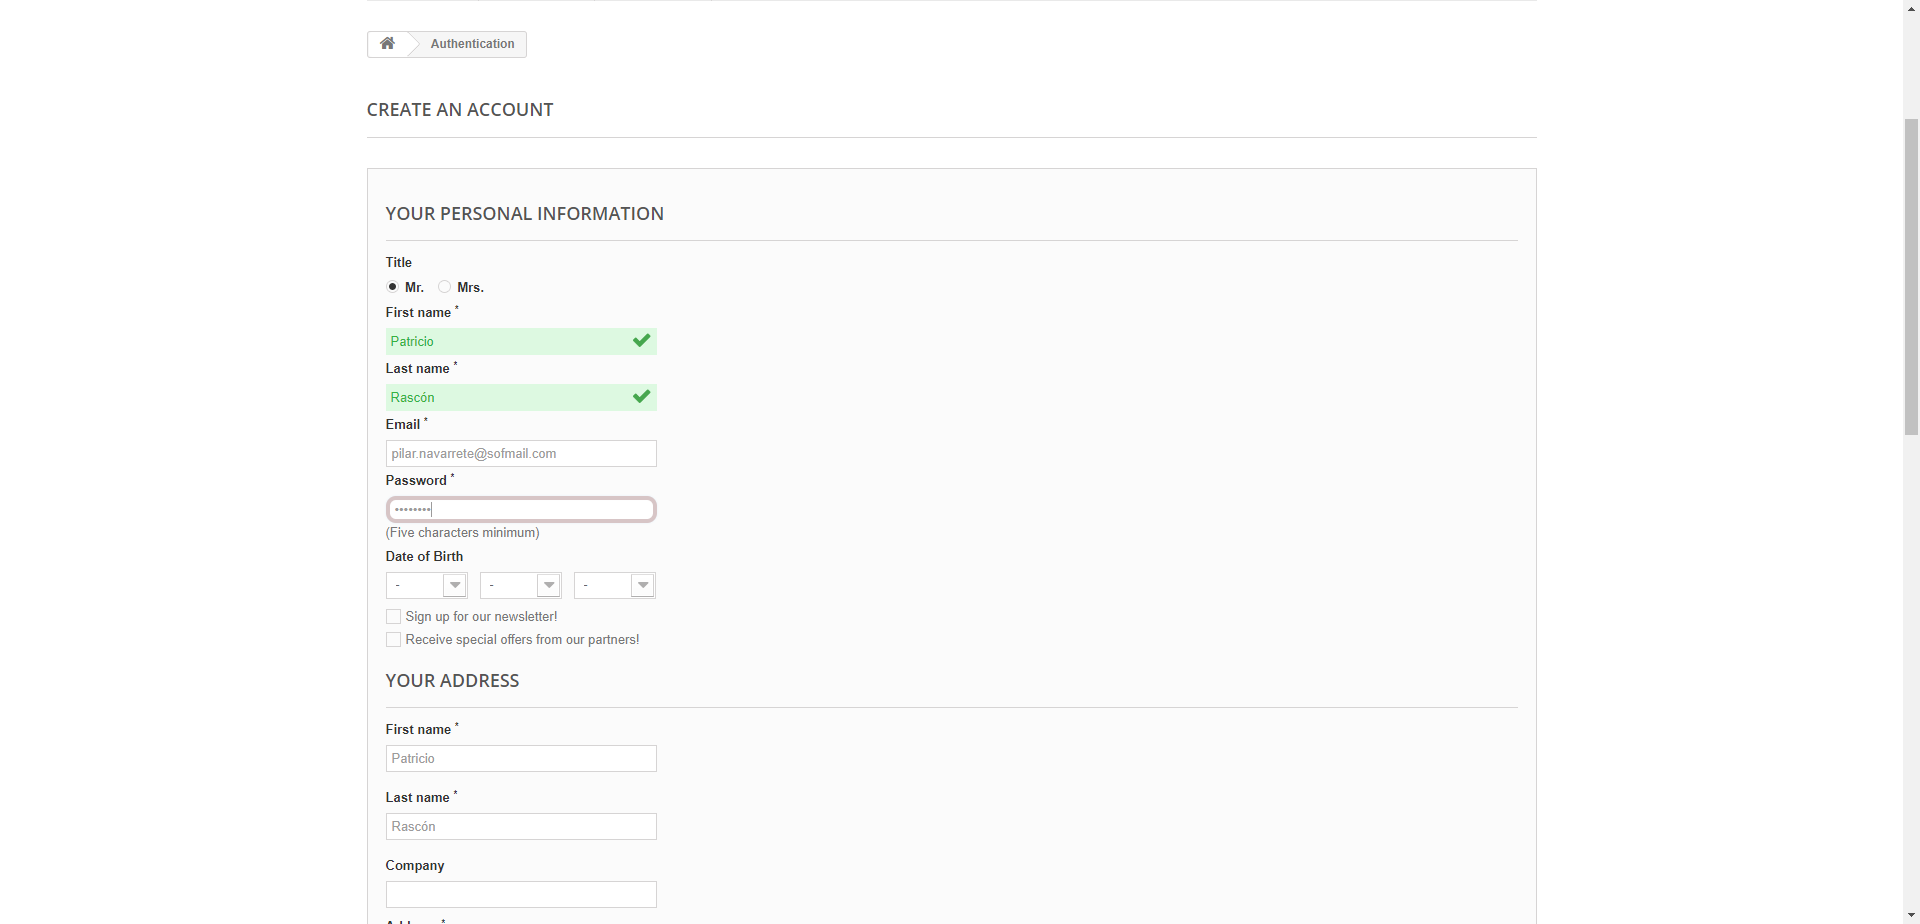 Authentication
CREATE AN ACCOUNT
YOUR PERSONAL INFORMATION
Title
Mr. Mrs.
First name *
Patricio
Last name *
Rascón
Email *
pilar.navarrete@sofmail.com
Password *
••••••••
(Five characters minimum)
Date of Birth
- - -
Sign up for our newsletter!
Receive special offers from our partners!
YOUR ADDRESS
First name *
Patricio
Last name *
Rascón
Company